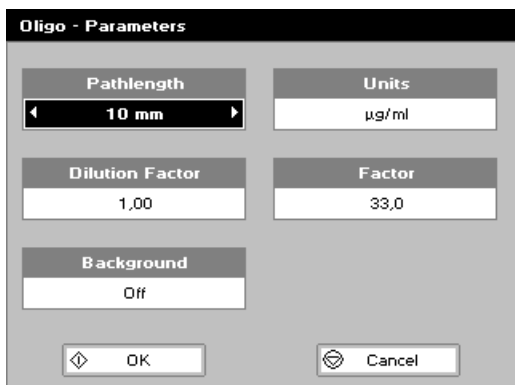 Oligo - Parameters
Pathlength
10 mm
Units
µg/ml
Dilution Factor
1,00
Factor
33,0
Background
Off
OK
Cancel